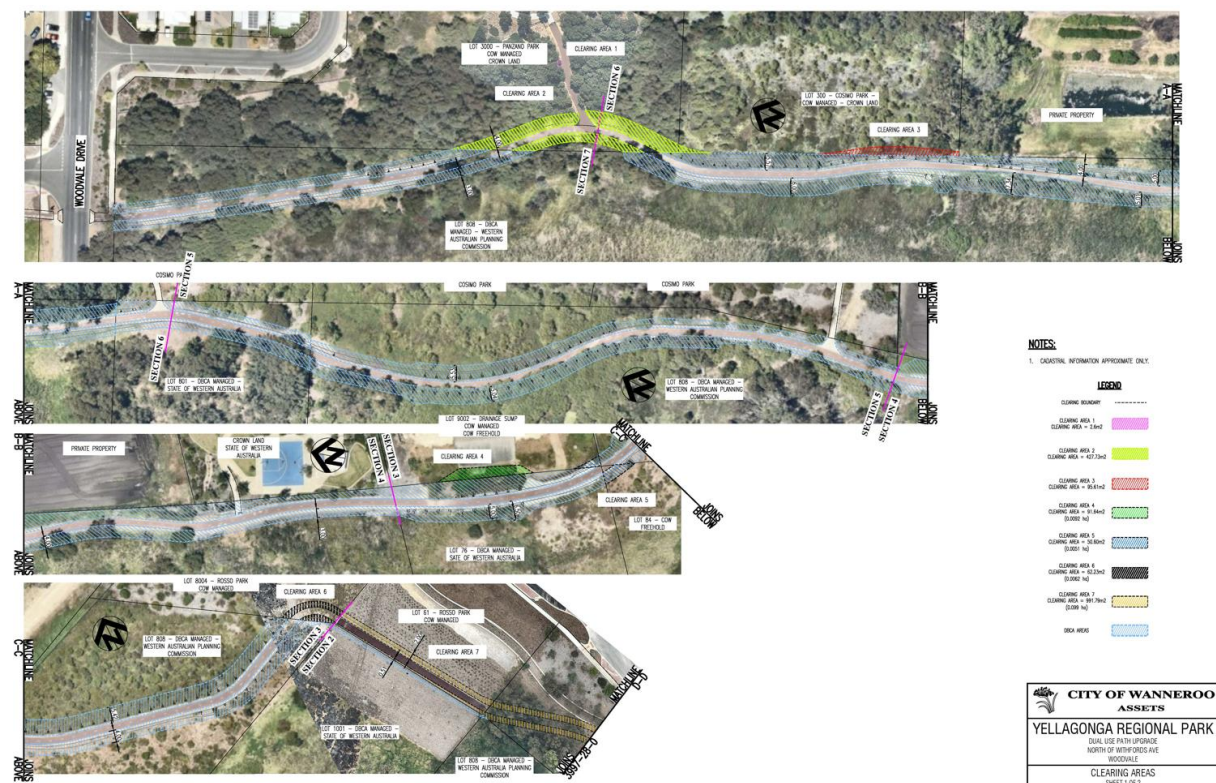 LOT 3000 - PANZANO PARK
COW MANAGED
CROWN LAND
CLEARING AREA 1
CLEARING AREA 2
SECTION 6
SECTION 7
LOT 300 - COSIMO PARK -
COW MANAGED - CROWN LAND
CLEARING AREA 3
PRIVATE PROPERTY
MATCHLINE
A-A
JOINS
BELOW
WOODVALE DRIVE
LOT 808 - DBCA
MANAGED - WESTERN
AUSTRALIAN PLANNING
COMMISSION
MATCHLINE
A-A
COSIMO PA
SECTION 5
SECTION 6
COSIMO PARK
COSIMO PARK
MATCHLINE
B-B
LOT 801 - DBCA MANAGED -
STATE OF WESTERN AUSTRALIA
LOT 808 - DBCA MANAGED -
WESTERN AUSTRALIAN PLANNING
COMMISSION
SECTION 5
SECTION 4
JOINS
BELOW
JOINS
ABOVE
LOT 9002 - DRAINAGE SUMP
COW MANAGED
COW FREEHOLD
MATCHLINE
B-B
PRIVATE PROPERTY
CROWN LAND
STATE OF WESTERN
AUSTRALIA
SECTION 3
SECTION 4
CLEARING AREA 4
MATCHLINE
C-C
CLEARING AREA 5
JOINS
BELOW
LOT 84 - COW
FREEHOLD
LOT 76 - DBCA MANAGED -
SATE OF WESTERN AUSTRALIA
JOINS
ABOVE
LOT 8004 - ROSSO PARK
COW MANAGED
CLEARING AREA 6
LOT 61 - ROSSO PARK
COW MANAGED
LOT 808 - DBCA MANAGED -
WESTERN AUSTRALIAN PLANNING
COMMISSION
SECTION 3
SECTION 2
CLEARING AREA 7
MATCHLINE
C-C
MATCHLINE
D-D
LOT 1001 - DBCA MANAGED -
STATE OF WESTERN AUSTRALIA
LOT 808 - DBCA MANAGED -
WESTERN AUSTRALIAN PLANNING
COMMISSION
JOINS
ABOVE
NOTES:
1. CADASTRAL INFORMATION APPROXIMATE ONLY.
LEGEND
CLEARING BOUNDARY
CLEARING AREA 1
CLEARING AREA = 2.6m2
CLEARING AREA 2
CLEARING AREA = 427.73m2
CLEARING AREA 3
CLEARING AREA = 95.61m2
CLEARING AREA 4
CLEARING AREA = 91.64m2
(0.0092 ha)
CLEARING AREA 5
CLEARING AREA = 50.60m2
(0.0051 ha)
CLEARING AREA 6
CLEARING AREA = 62.23m2
(0.0062 ha)
CLEARING AREA 7
CLEARING AREA = 991.79m2
(0.099 ha)
DBCA AREAS
CITY OF WANNEROO
ASSETS
YELLAGONGA REGIONAL PARK
DUAL USE PATH UPGRADE
NORTH OF WITHFORDS AVE
WOODVALE
CLEARING AREAS